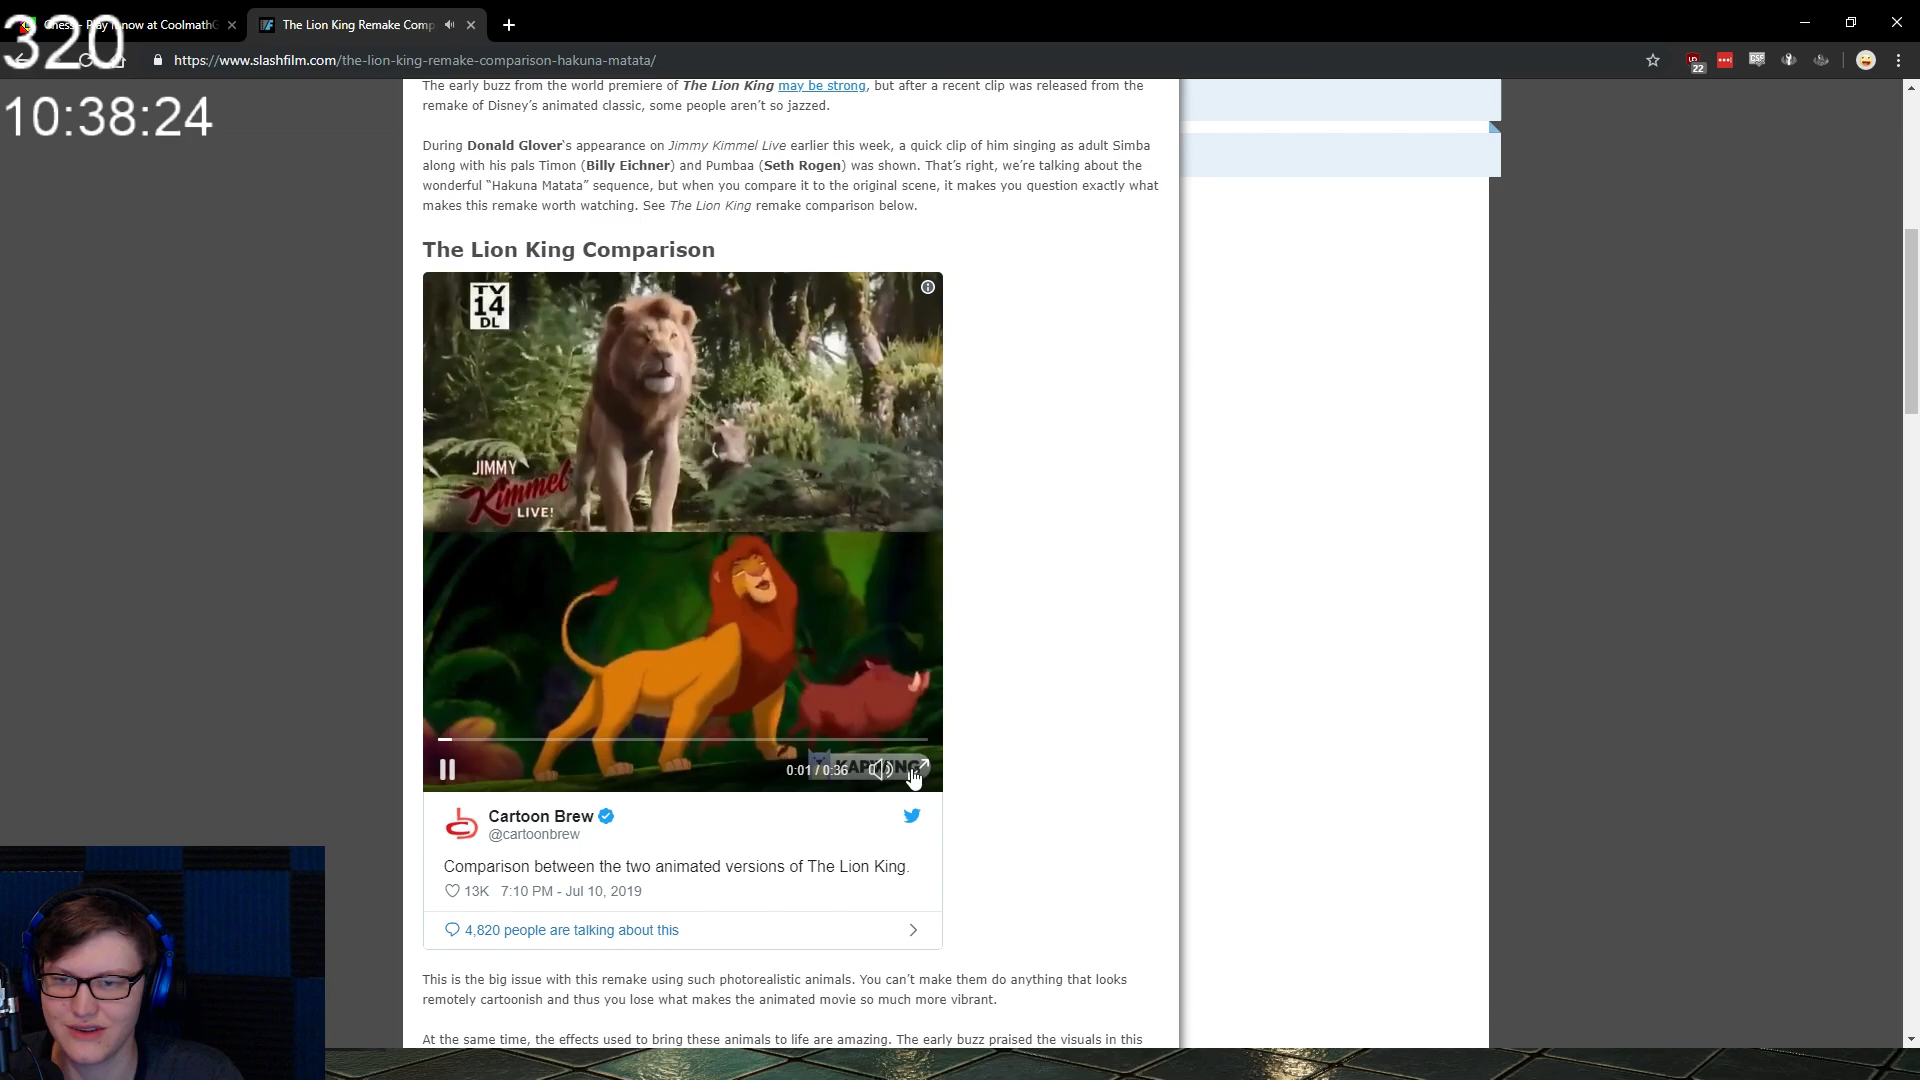 320
Chess - Play it now at CoolmathG
The Lion King Remake Comp
https://www.slashfilm.com/the-lion-king-remake-comparison-hakuna-matata/
22
10:38:24
The early buzz from the world premiere of The Lion King may be strong, but after a recent clip was released from the
remake of Disney's animated classic, some people aren't so jazzed.
During Donald Glover`s appearance on Jimmy Kimmel Live earlier this week, a quick clip of him singing as adult Simba
along with his pals Timon (Billy Eichner) and Pumbaa (Seth Rogen) was shown. That's right, we're talking about the
wonderful “Hakuna Matata” sequence, but when you compare it to the original scene, it makes you question exactly what
makes this remake worth watching. See The Lion King remake comparison below.
The Lion King Comparison
TV
14
DL
JIMMY
Kimmel
LIVE!
KAPWING
0:01 / 0:36
Cartoon Brew
@cartoonbrew
Comparison between the two animated versions of The Lion King.
13K 7:10 PM - Jul 10, 2019
4,820 people are talking about this
This is the big issue with this remake using such photorealistic animals. You can't make them do anything that looks
remotely cartoonish and thus you lose what makes the animated movie so much more vibrant.
At the same time, the effects used to bring these animals to life are amazing. The early buzz praised the visuals in this